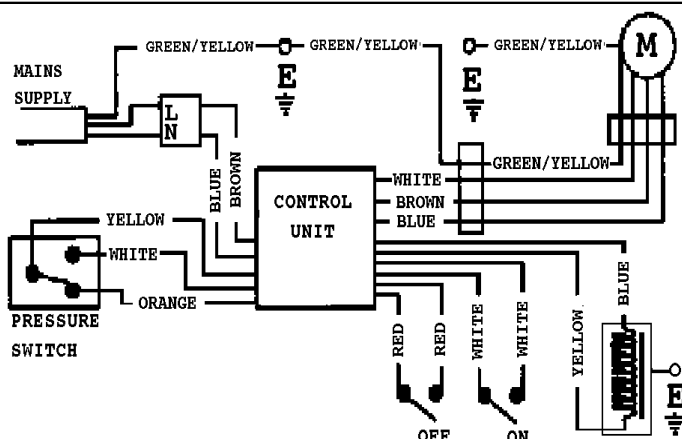 GREEN/YELLOW
GREEN/YELLOW
GREEN/YELLOW
M
MAINS
SUPPLY
E
E
L
N
BLUE
BROWN
GREEN/YELLOW
WHITE
BROWN
BLUE
CONTROL
UNIT
YELLOW
WHITE
ORANGE
PRESSURE
SWITCH
RED
RED
WHITE
WHITE
YELLOW
BLUE
E
OFF
ON